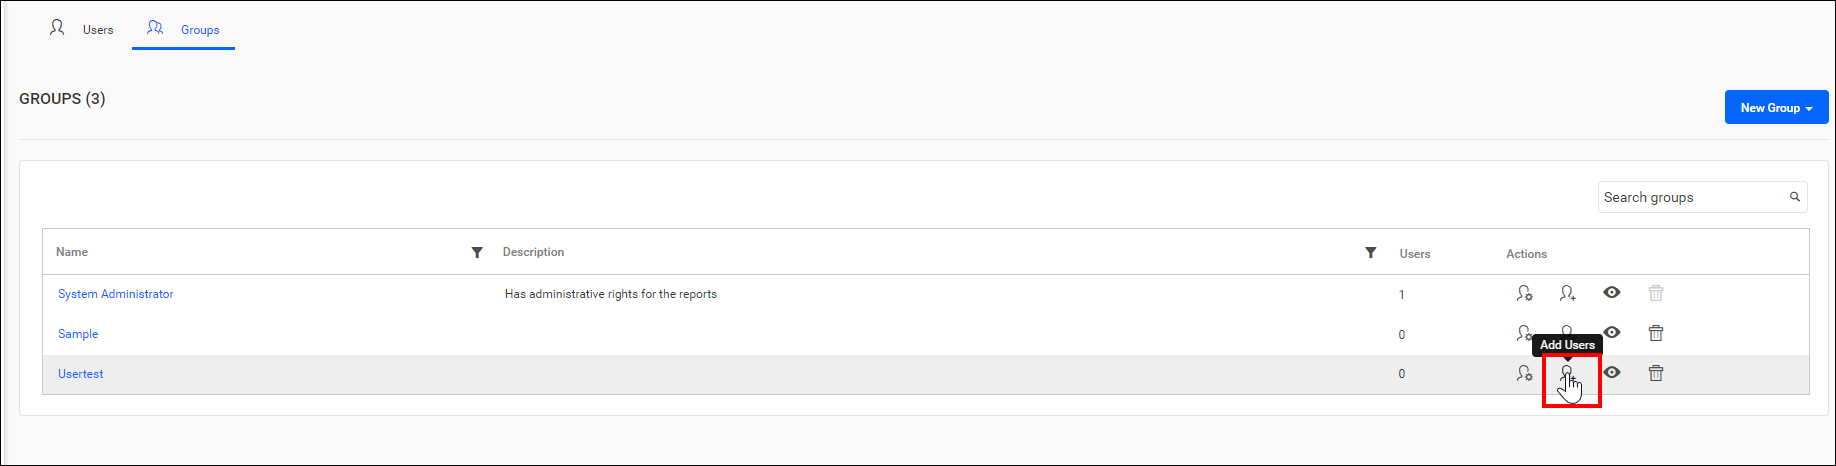 Users Groups
GROUPS (3)
New Group
Search groups
Name Description Users Actions
System Administrator Has administrative rights for the reports 1
Sample 0
Add Users
Usertest 0